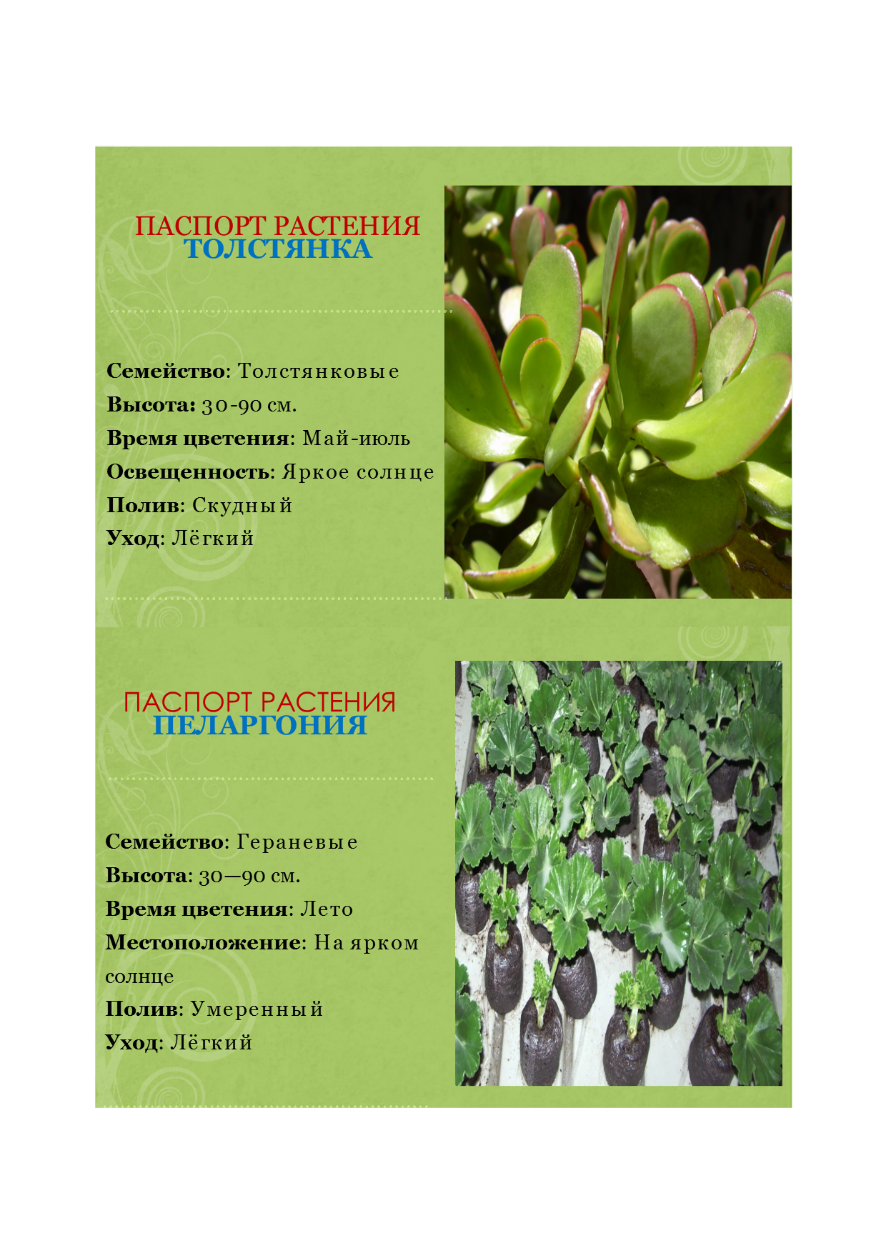 ПАСПОРТ РАСТЕНИЯ
ТОЛСТЯНКА
Семейство: Толстянковые
Высота: 30-90 см.
Время цветения: Май-июль
Освещенность: Яркое солнце
Полив: Скудный
Уход: Лёгкий
ПАСПОРТ РАСТЕНИЯ
ПЕЛАРГОНИЯ
Семейство: Гераневые
Высота: 30—90 см.
Время цветения: Лето
Местоположение: На ярком
солнце
Полив: Умеренный
Уход: Лёгкий